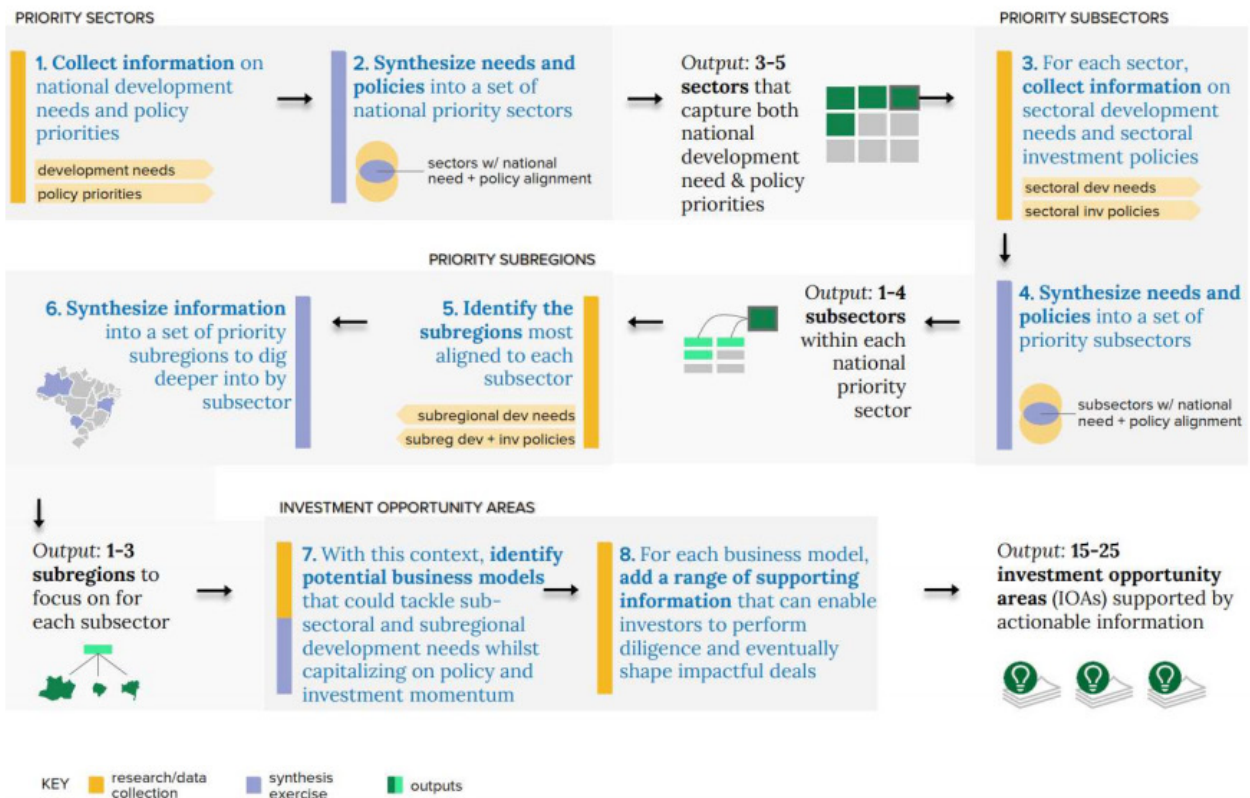 PRIORITY SECTORS
1. Collect information on
national development
needs and policy
priorities
development needs
policy priorities
2. Synthesize needs and
policies into a set of
national priority sectors
sectors w/ national
need + policy alignment
Output: 3-5
sectors that
capture both
national
development
need & policy
priorities
PRIORITY SUBSECTORS
3. For each sector,
collect information on
sectoral development
needs and sectoral
investment policies
sectoral dev needs
sectoral inv policies
4. Synthesize needs and
policies into a set of
priority subsectors
subsectors w/ national
need + policy alignment
Output: 1-4
subsectors
within each
national
priority
sector
PRIORITY SUBREGIONS
5. Identify the
subregions most
aligned to each
subsector
subregional dev needs
subreg dev + inv policies
6. Synthesize information
into a set of priority
subregions to dig
deeper into by
subsector
Output: 1-3
subregions to
focus on for
each subsector
INVESTMENT OPPORTUNITY AREAS
7. With this context, identify
potential business models
that could tackle sub-
sectoral and subregional
development needs whilst
capitalizing on policy and
investment momentum
8. For each business model,
add a range of supporting
information that can enable
investors to perform
diligence and eventually
shape impactful deals
Output: 15-25
investment opportunity
areas (IOAs) supported by
actionable information
KEY
research/data
collection
synthesis
exercise
outputs